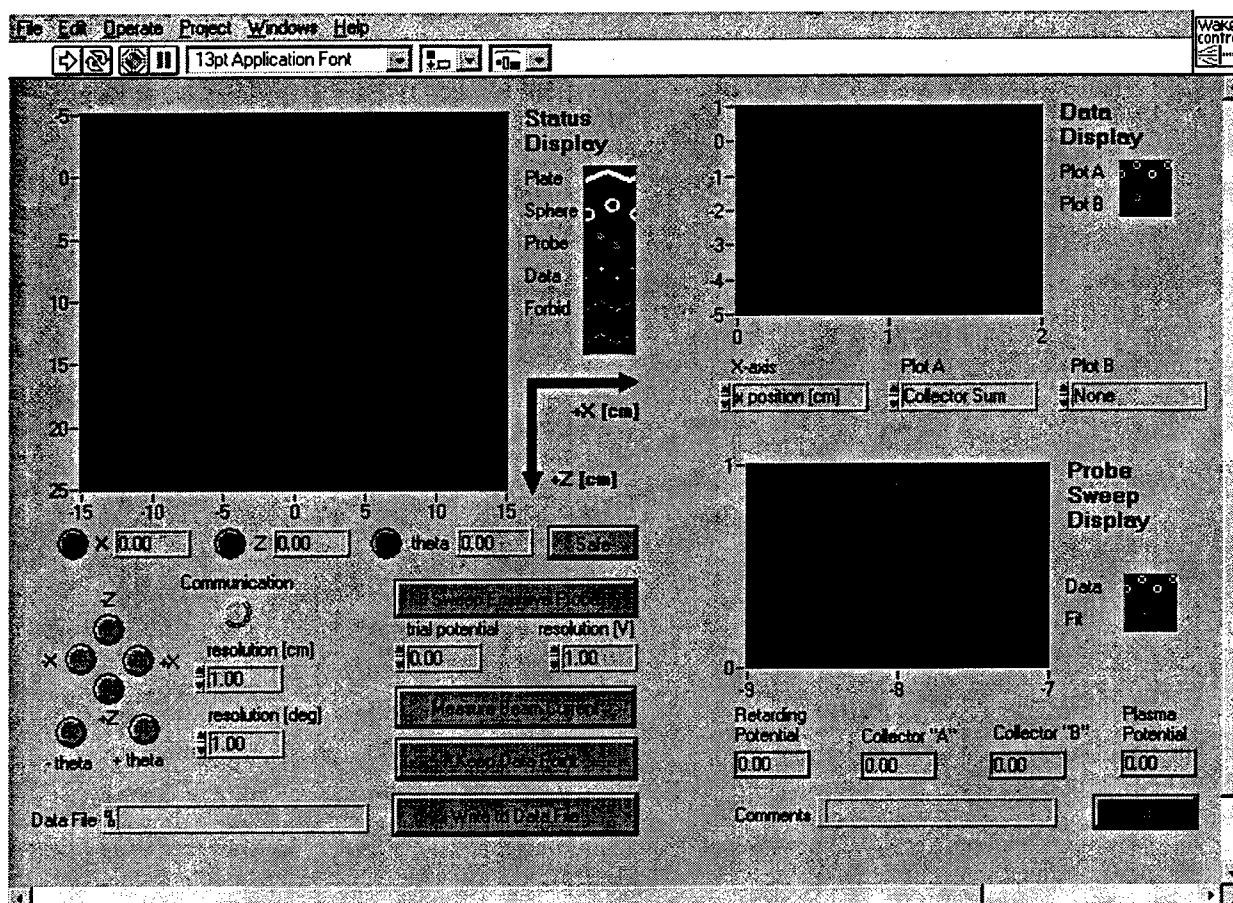 File Edit Operate Project Windows Help
13pt Application Font
Status
Display
Plate
Sphere
Probe
Data
Forbid
-5
0
5
10
15
20
25
-15 -10 -5 0 5 10 15
+X [cm]
+Z [cm]
Data
Display
Plot A
Plot B
1
0
-1
-2
-3
-4
-5
0 1 2
X-axis Plot A Plot B
x position [cm] Collector Sum None
Probe
Sweep
Display
Data
Fit
1
0
-9 -8 -7
X 0.00 Z 0.00 theta 0.00 Safe
Communication
-Z
-X +X
+Z
- theta + theta
resolution [cm]
1.00
resolution [deg]
1.00
trial potential resolution [V]
0.00 1.00
Measure Beam Current
Keep Data Point
Write to Data File
Data File
Retarding
Potential
Collector "A" Collector "B"
Plasma
Potential
0.00 0.00 0.00 0.00
Comments